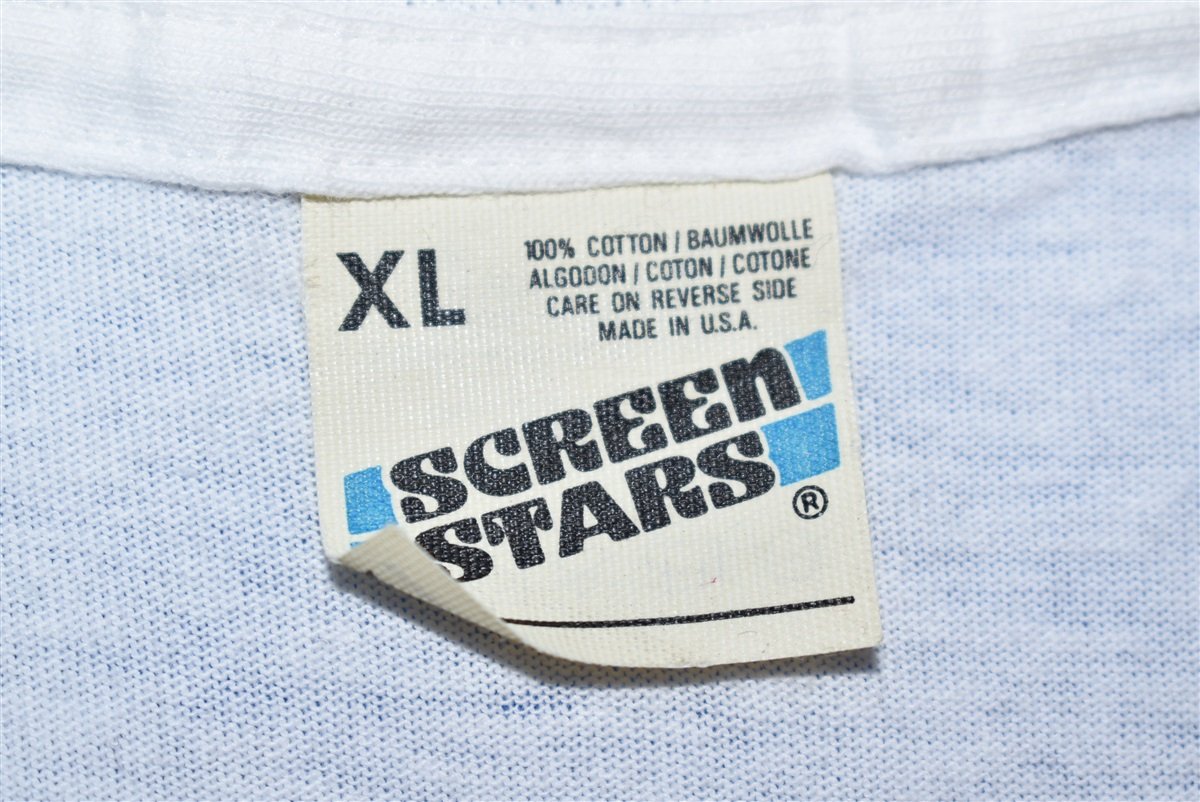 XL
100% COTTON / BAUMWOLLE
ALGODON / COTON / COTONE
CARE ON REVERSE SIDE
MADE IN U.S.A.
SCREEN
STARS ®